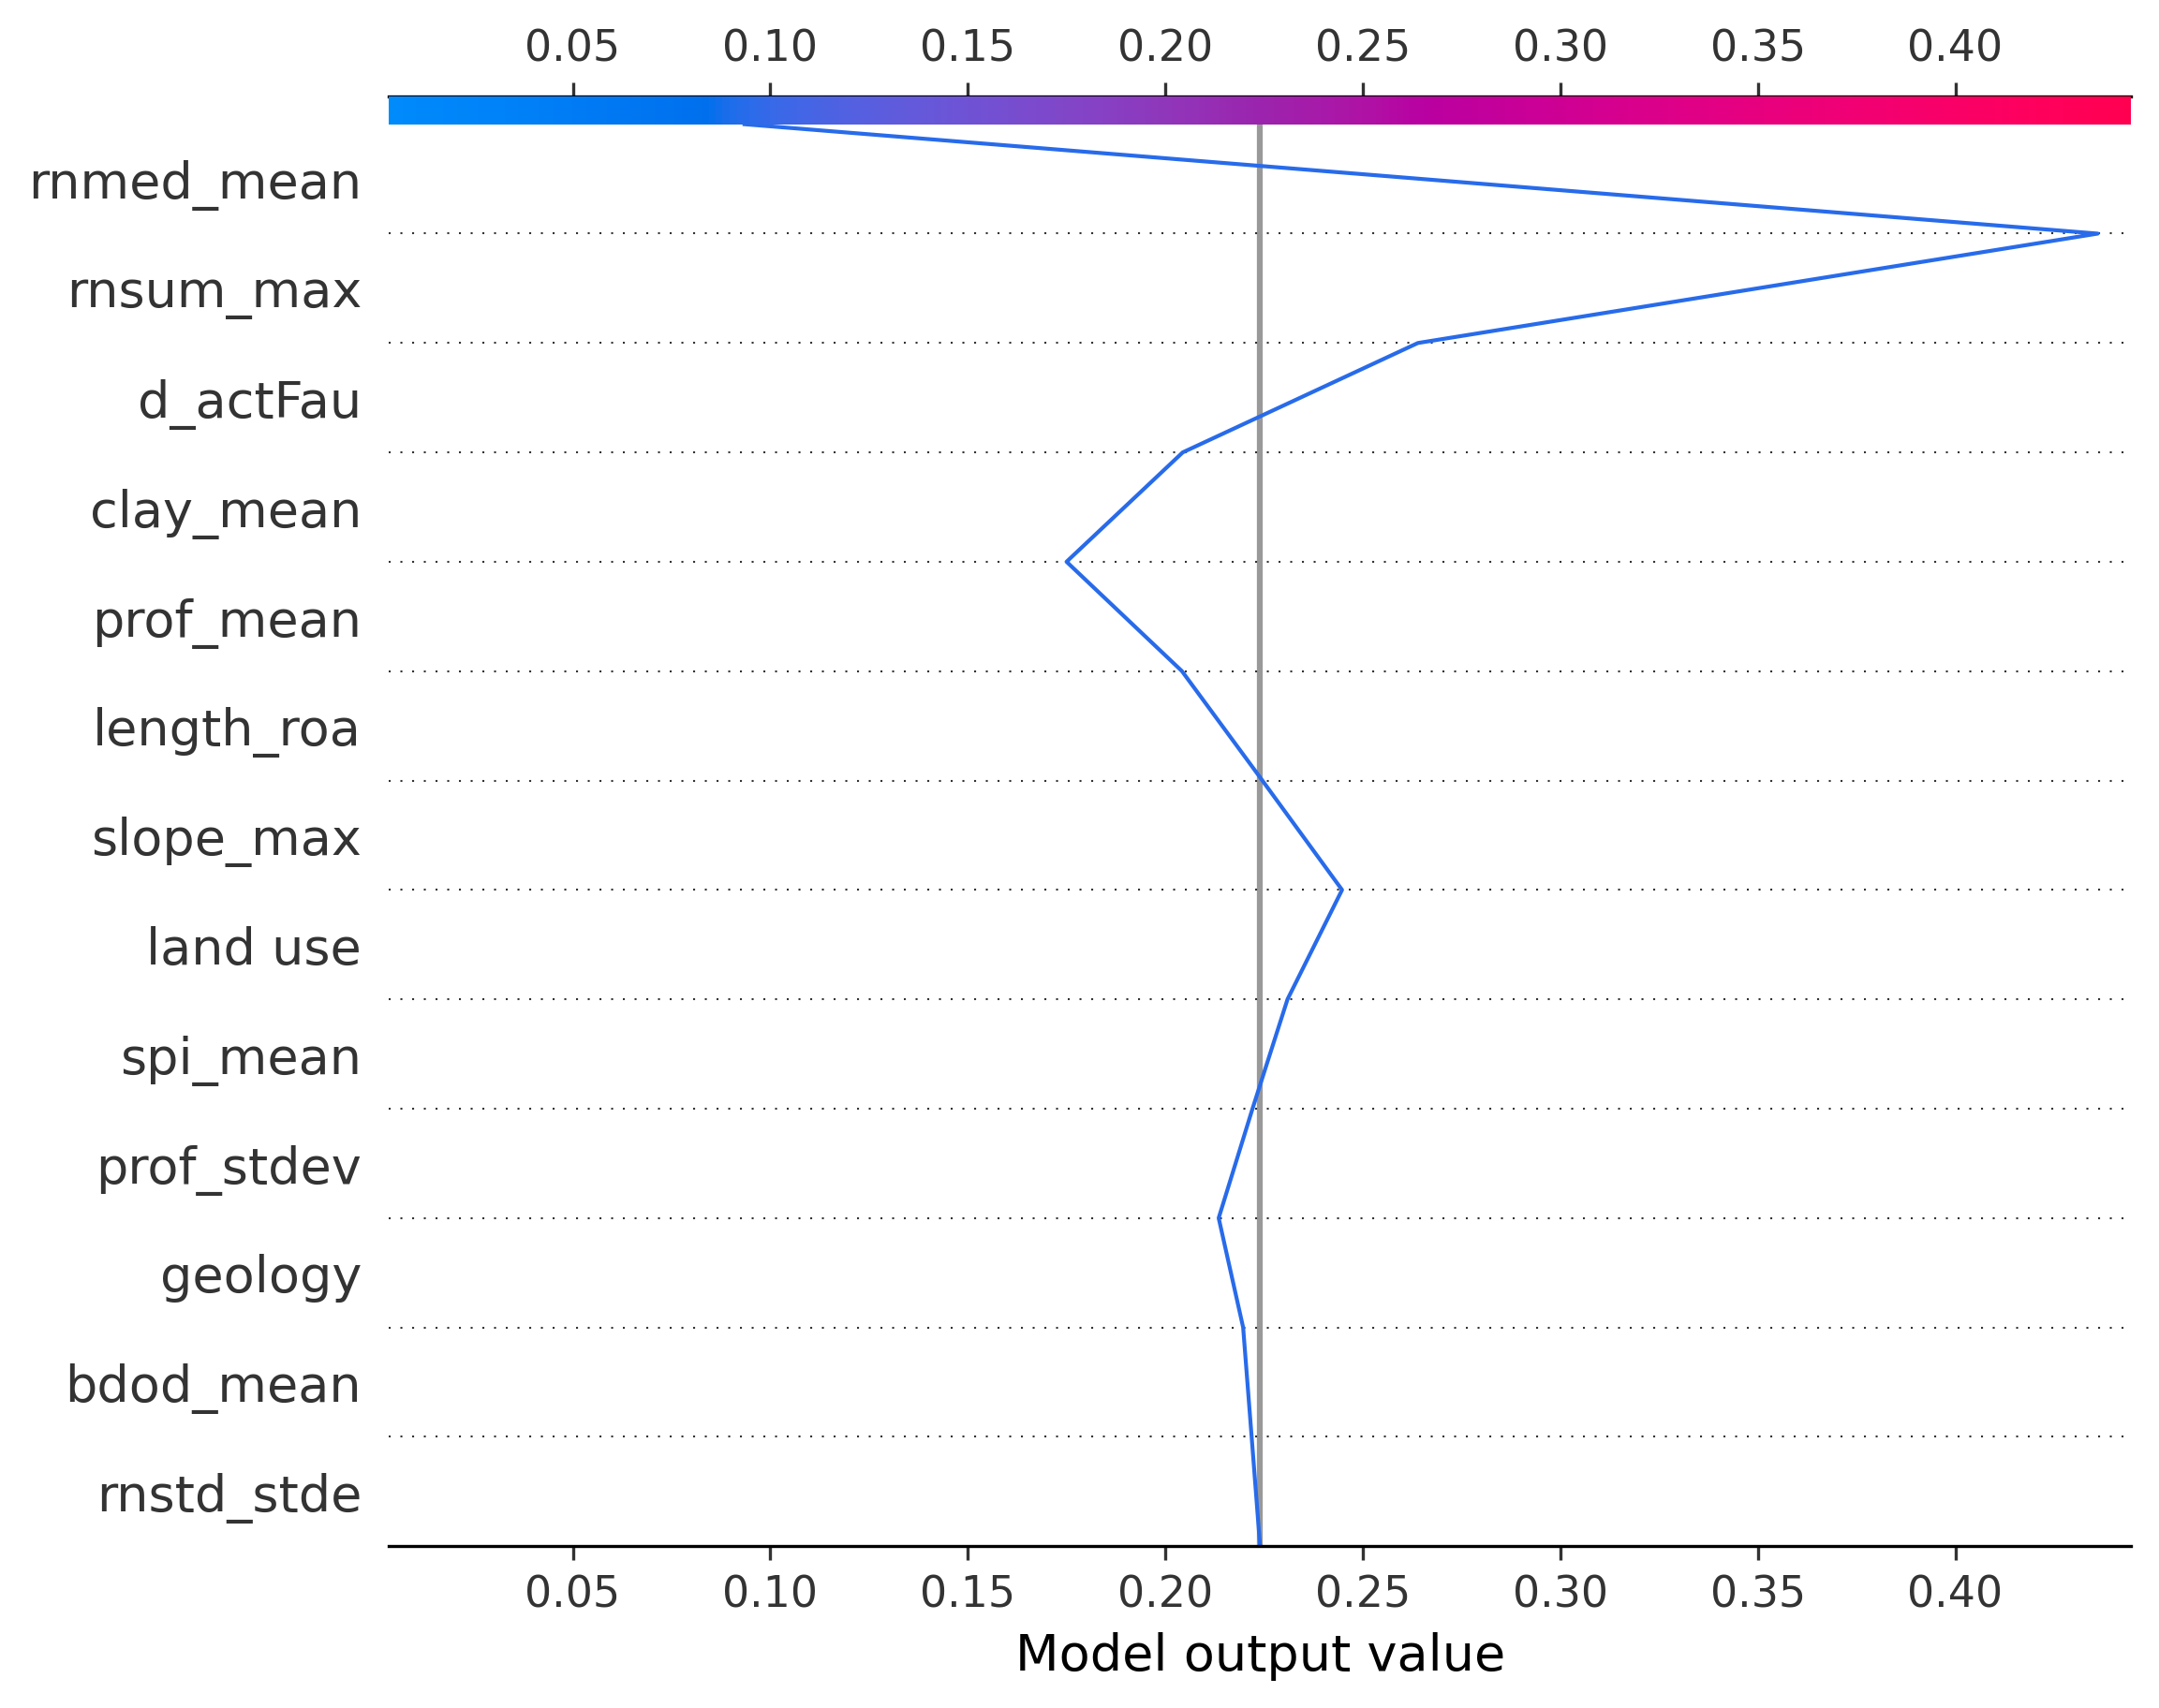 0.05 0.10 0.15 0.20 0.25 0.30 0.35 0.40
rnmed_mean
rnsum_max
d_actFau
clay_mean
prof_mean
length_roa
slope_max
land use
spi_mean
prof_stdev
geology
bdod_mean
rnstd_stde
0.05 0.10 0.15 0.20 0.25 0.30 0.35 0.40
Model output value